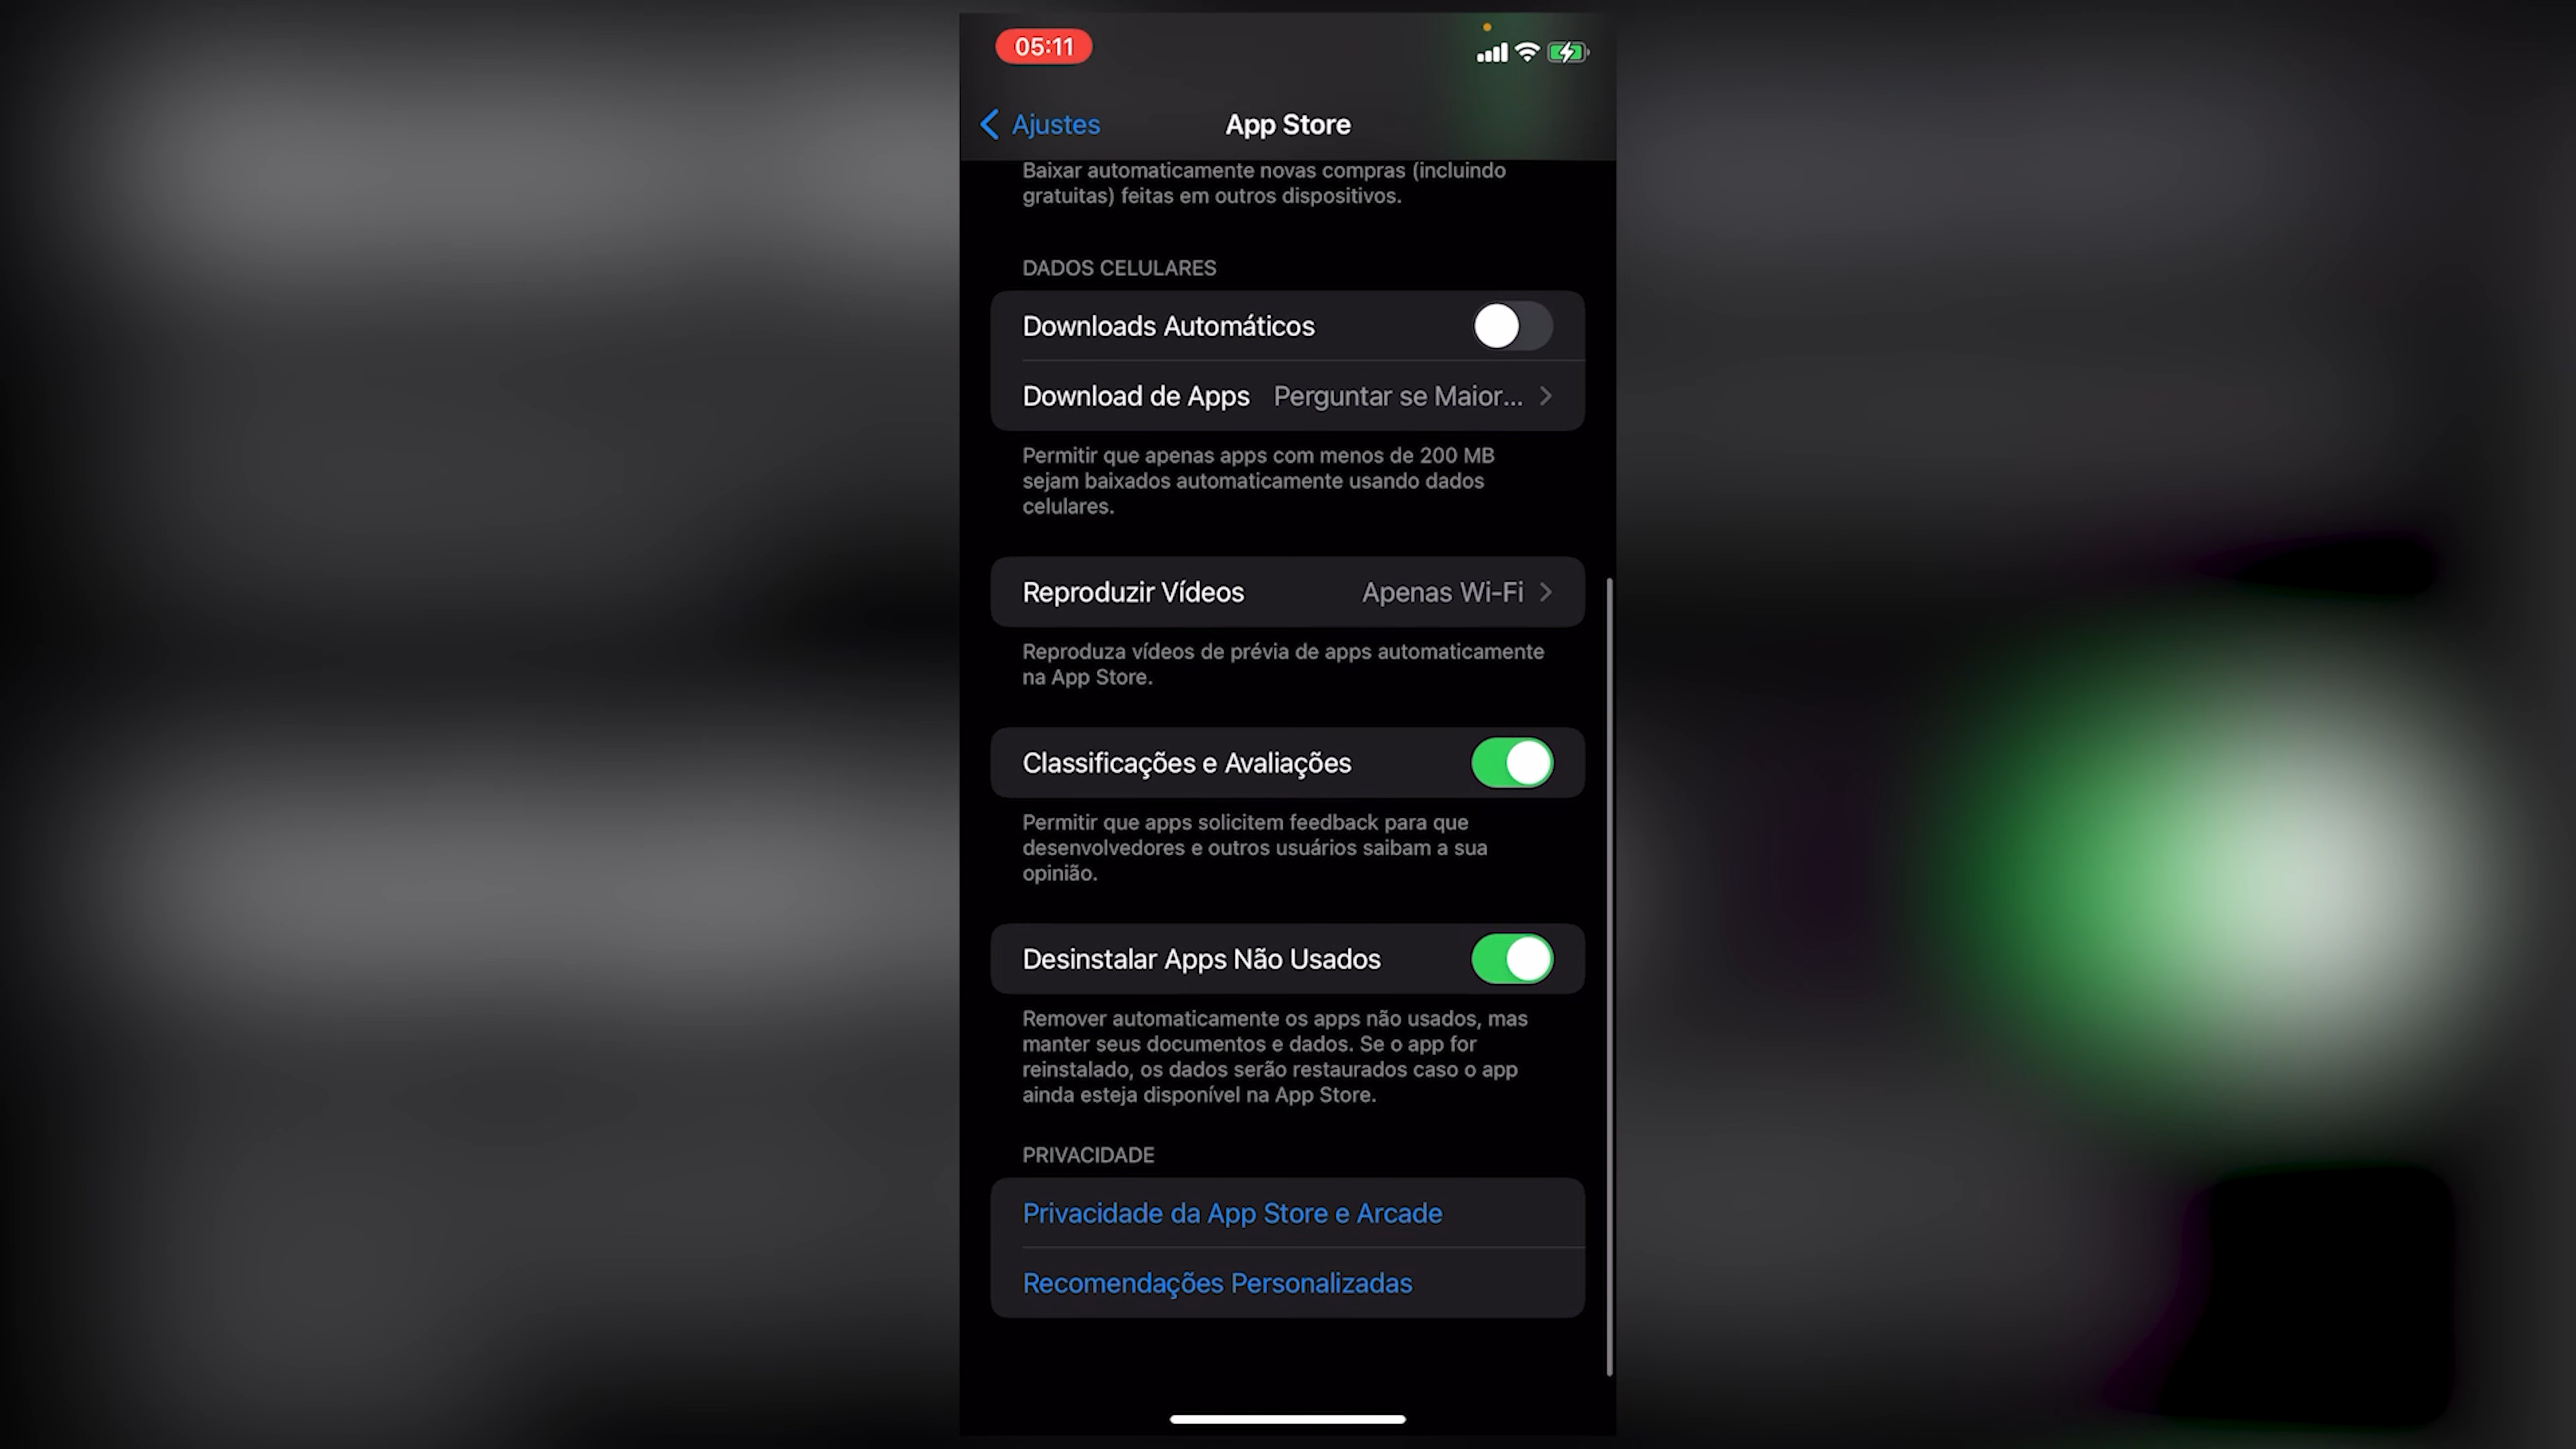 05:11
Ajustes
App Store
Baixar automaticamente novas compras (incluindo
gratuitas) feitas em outros dispositivos.
DADOS CELULARES
Downloads Automáticos
Download de Apps Perguntar se Maior...
Permitir que apenas apps com menos de 200 MB
sejam baixados automaticamente usando dados
celulares.
Reproduzir Vídeos Apenas Wi-Fi
Reproduza vídeos de prévia de apps automaticamente
na App Store.
Classificações e Avaliações
Permitir que apps solicitem feedback para que
desenvolvedores e outros usuários saibam a sua
opinião.
Desinstalar Apps Não Usados
Remover automaticamente os apps não usados, mas
manter seus documentos e dados. Se o app for
reinstalado, os dados serão restaurados caso o app
ainda esteja disponível na App Store.
PRIVACIDADE
Privacidade da App Store e Arcade
Recomendações Personalizadas